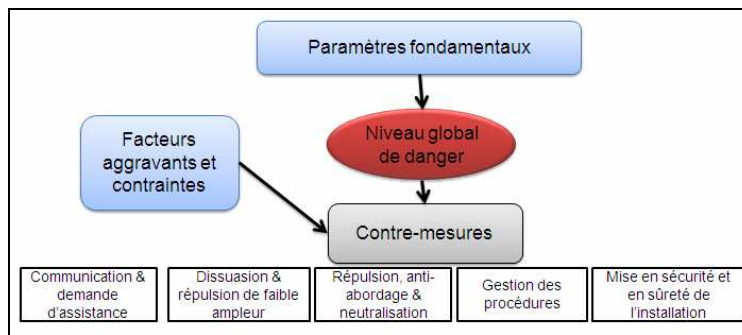 Paramètres fondamentaux
Niveau global
de danger
Facteurs
aggravants et
contraintes
Contre-mesures
Communication &
demande
d'assistance
Dissuasion &
répulsion de faible
ampleur
Répulsion, anti-
abordage &
neutralisation
Gestion des
procédures
Mise en sécurité et
en sûreté de
l'installation